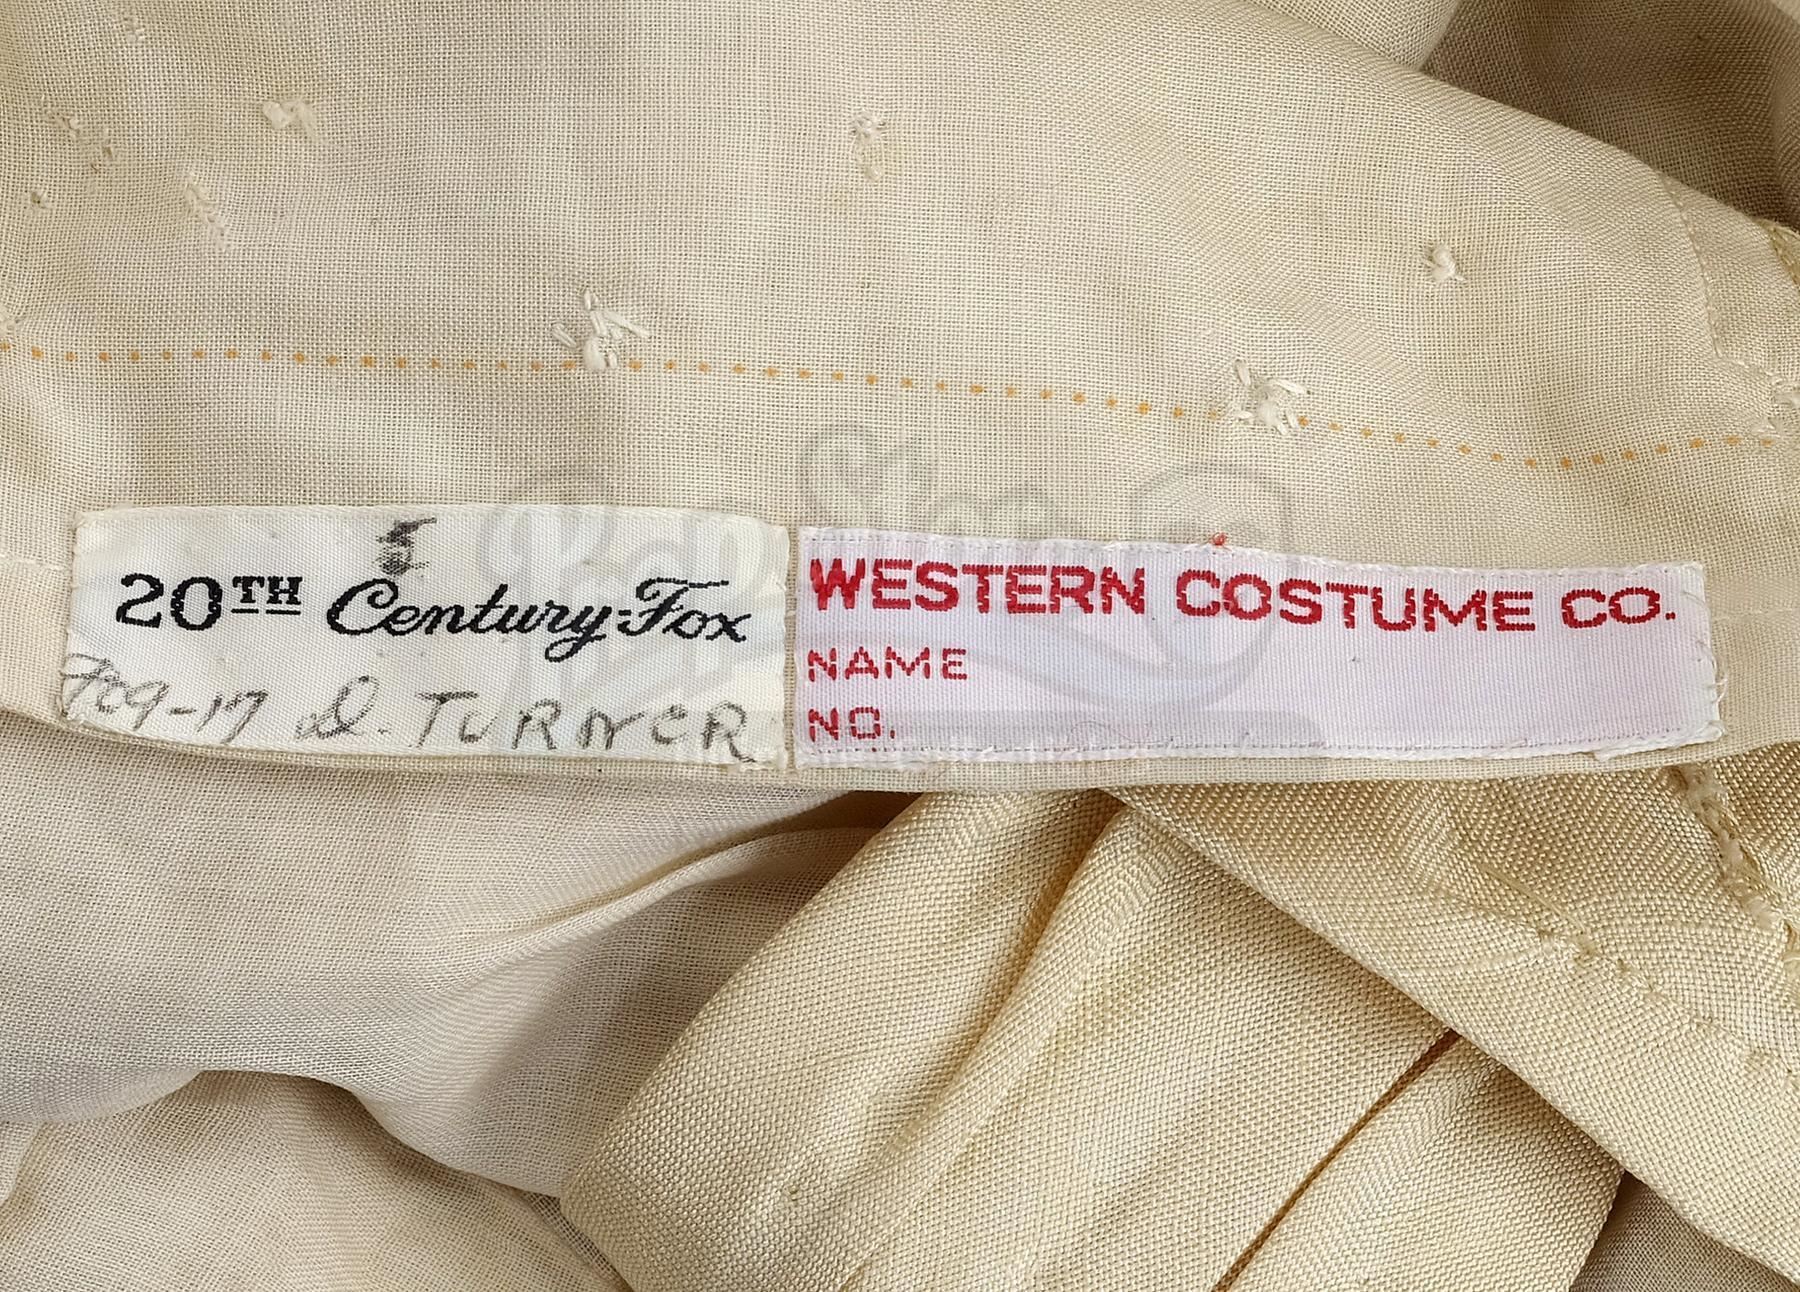 20TH Century-Fox
709-17 D. TURNER
WESTERN COSTUME CO.
NAME
NO.